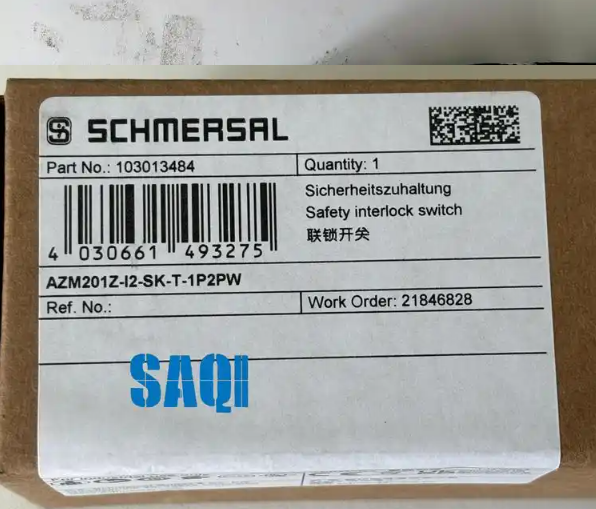 SCHMERSAL
Part No.: 103013484
Quantity: 1
Sicherheitszuhaltung
Safety interlock switch
联锁开关
4 030661 493275
AZM201Z-I2-SK-T-1P2PW
Ref. No.:
Work Order: 21846828
SAQI